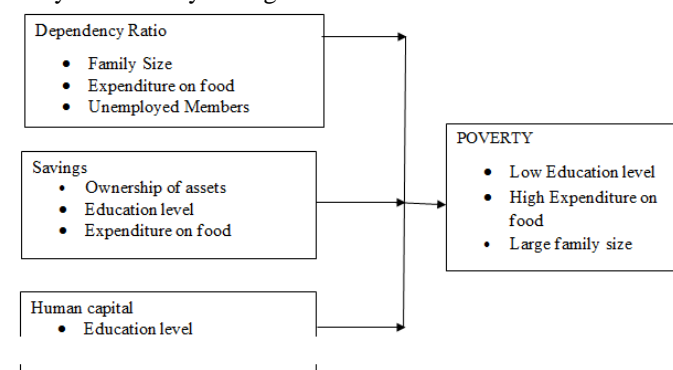 Dependency Ratio
• Family Size
• Expenditure on food
• Unemployed Members
Savings
• Ownership of assets
• Education level
• Expenditure on food
Human capital
• Education level
POVERTY
• Low Education level
• High Expenditure on
food
• Large family size